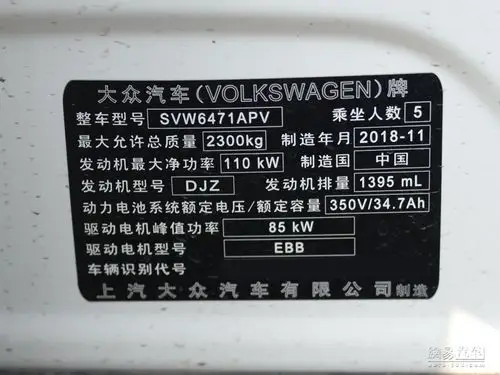 大众汽车(VOLKSWAGEN)牌
整车型号 SVW6471APV 乘坐人数 5
最大允许总质量 2300kg 制造年月 2018-11
发动机最大净功率 110 kW 制造国 中国
发动机型号 DJZ 发动机排量 1395 mL
动力电池系统额定电压/额定容量 350V/34.7Ah
驱动电机峰值功率 85 kW
驱动电机型号 EBB
车辆识别代号
上汽大众汽车有限公司制造